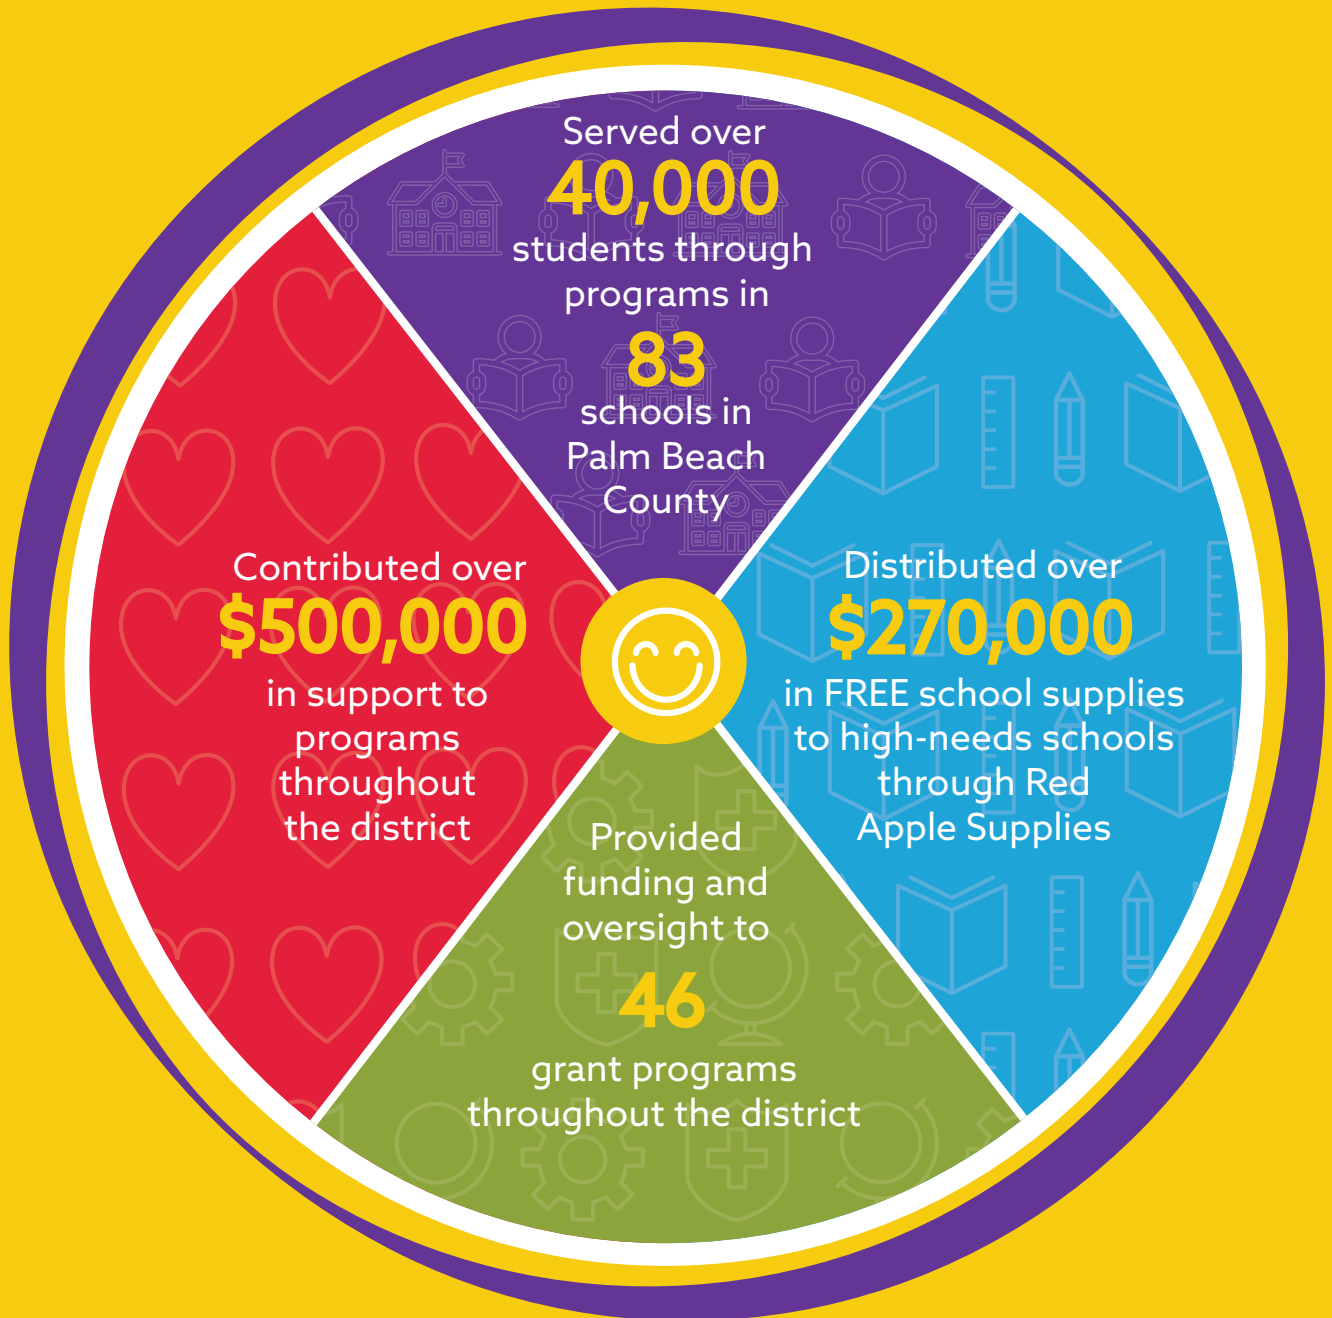 Served over
40,000
students through
programs in
83
schools in
Palm Beach
County
Contributed over
$500,000
in support to
programs
throughout
the district
Distributed over
$270,000
in FREE school supplies
to high-needs schools
through Red
Apple Supplies
Provided
funding and
oversight to
46
grant programs
throughout the district